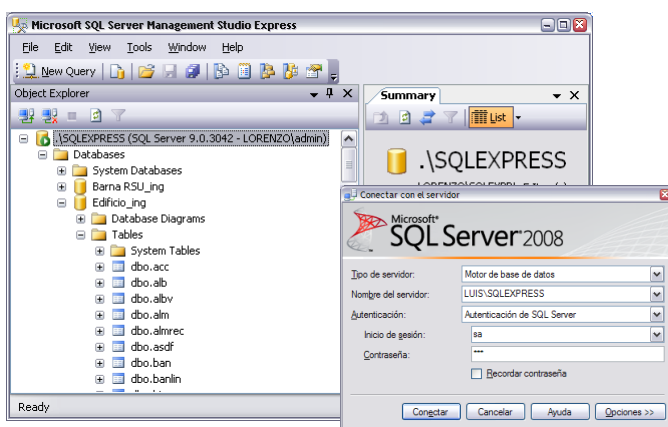 Microsoft SQL Server Management Studio Express
File Edit View Tools Window Help
New Query
Object Explorer
Summary
List
.\SQLEXPRESS (SQL Server 9.0.3042 - LORENZO\admin)
Databases
System Databases
Barna RSU_ing
Edificio_ing
Database Diagrams
Tables
System Tables
dbo.acc
dbo.alb
dbo.albv
dbo.alm
dbo.almrec
dbo.asdf
dbo.ban
dbo.banlin
Ready
.\SQLEXPRESS
Conectar con el servidor
Microsoft®
SQL Server 2008
Tipo de servidor: Motor de base de datos
Nombre del servidor: LUIS\SQLEXPRESS
Autenticación: Autenticación de SQL Server
Inicio de sesión: sa
Contraseña: ***
Recordar contraseña
Conectar Cancelar Ayuda Opciones >>